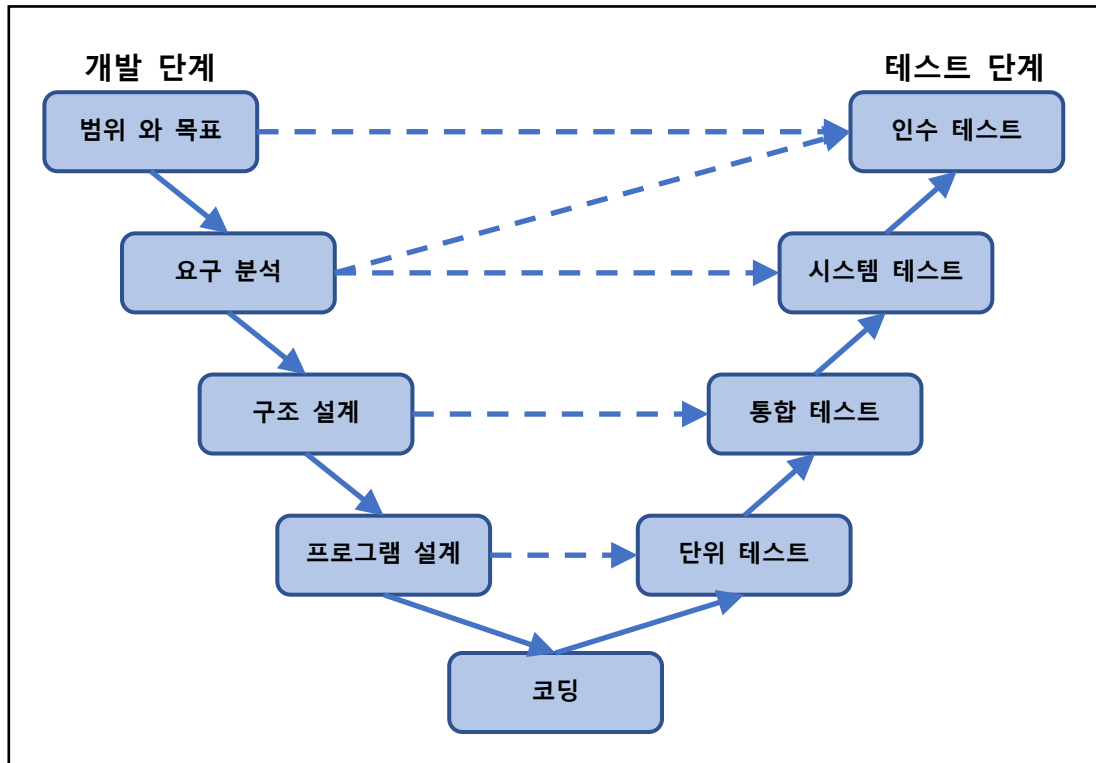 개발 단계
테스트 단계
범위 와 목표
인수 테스트
요구 분석
시스템 테스트
구조 설계
통합 테스트
프로그램 설계
단위 테스트
코딩